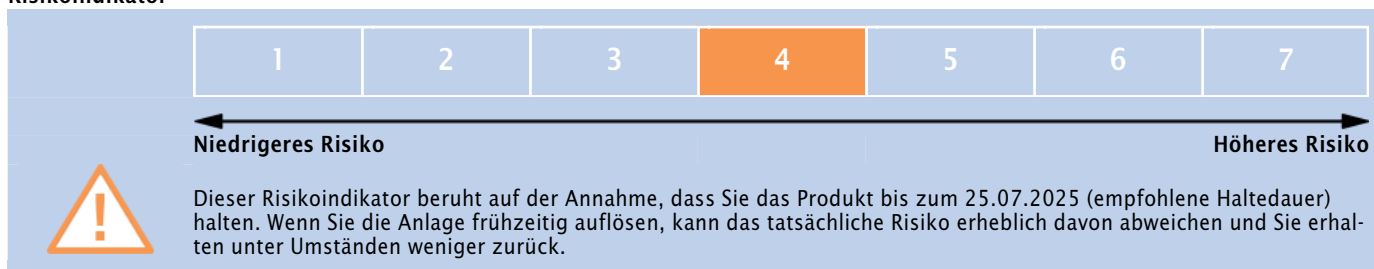 Risikoindikator
1 2 3 4 5 6 7
Niedrigeres Risiko Höheres Risiko
Dieser Risikoindikator beruht auf der Annahme, dass Sie das Produkt bis zum 25.07.2025 (empfohlene Haltedauer)
halten. Wenn Sie die Anlage frühzeitig auflösen, kann das tatsächliche Risiko erheblich davon abweichen und Sie erhal-
ten unter Umständen weniger zurück.